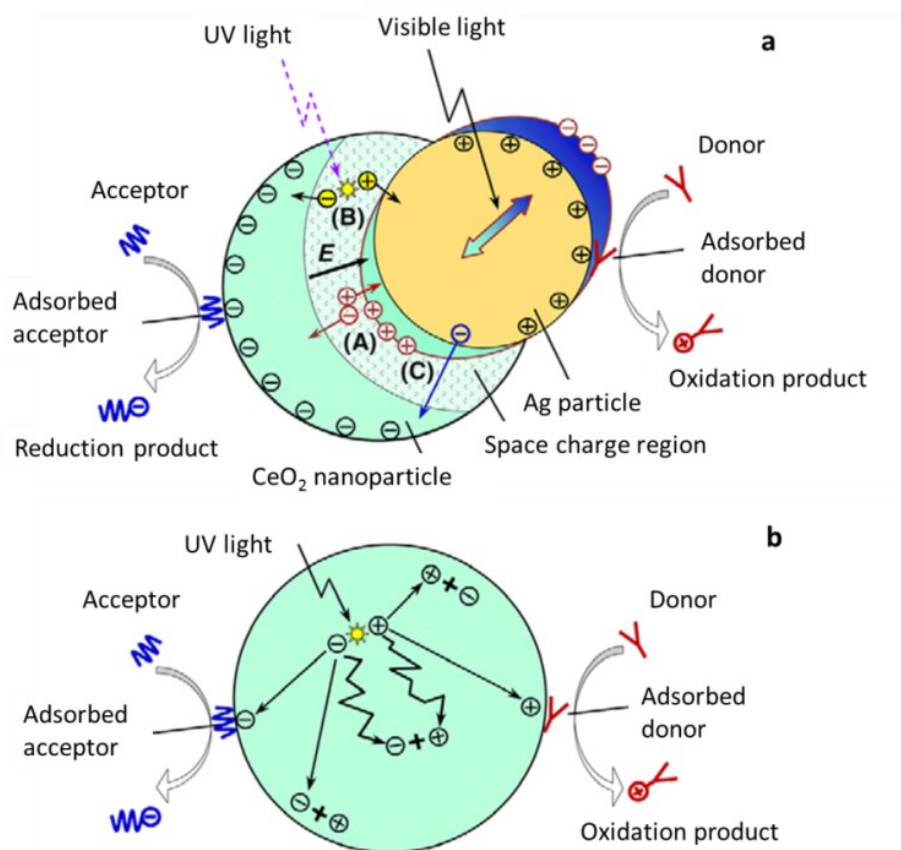 Visible light
a
UV light
Donor
Acceptor
(B)
E
Adsorbed
donor
Adsorbed
acceptor
(A)
(C)
Oxidation product
Ag particle
Reduction product
Space charge region
CeO₂ nanoparticle
b
UV light
Acceptor
Donor
Adsorbed
donor
Adsorbed
acceptor
Oxidation product